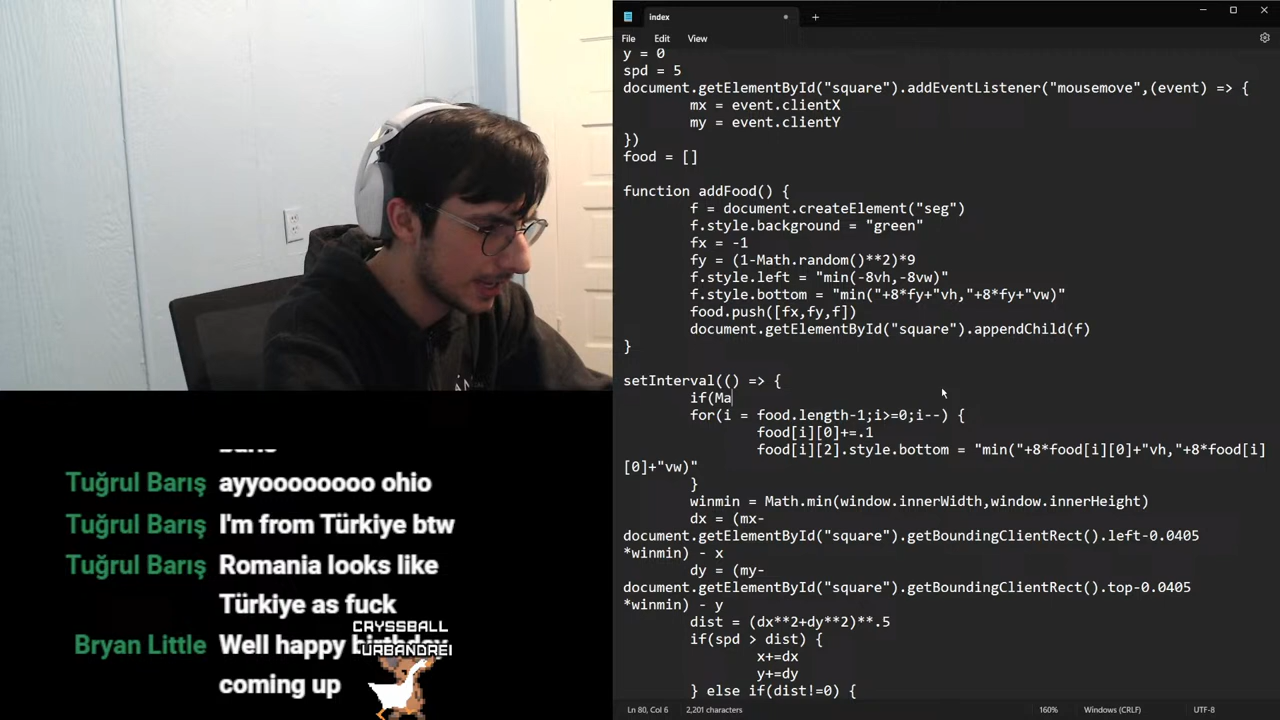 index
File Edit View
y = 0
spd = 5
document.getElementById("square").addEventListener("mousemove",(event) => {
mx = event.clientX
my = event.clientY
})
food = []
function addFood() {
f = document.createElement("seg")
f.style.background = "green"
fx = -1
fy = (1-Math.random()**2)*9
f.style.left = "min(-8vh,-8vw)"
f.style.bottom = "min("+8*fy+"vh,"+8*fy+"vw)"
food.push([fx,fy,f])
document.getElementById("square").appendChild(f)
}
setInterval(() => {
if(Ma
for(i = food.length-1;i>=0;i--) {
food[i][0]+=.1
food[i][2].style.bottom = "min("+8*food[i][0]+"vh,"+8*food[i]
[0]+"vw)"
}
winmin = Math.min(window.innerWidth,window.innerHeight)
dx = (mx-
document.getElementById("square").getBoundingClientRect().left-0.0405
*winmin) - x
dy = (my-
document.getElementById("square").getBoundingClientRect().top-0.0405
*winmin) - y
dist = (dx**2+dy**2)**.5
if(spd > dist) {
x+=dx
y+=dy
} else if(dist!=0) {
Ln 80, Col 6 2,201 characters 160% Windows (CRLF) UTF-8
Tuğrul Barış ayyoooooooo ohio
Tuğrul Barış I'm from Türkiye btw
Tuğrul Barış Romania looks like
Türkiye as fuck
Bryan Little Well happy birthday
coming up
CRYSSBALL
URBANDREI